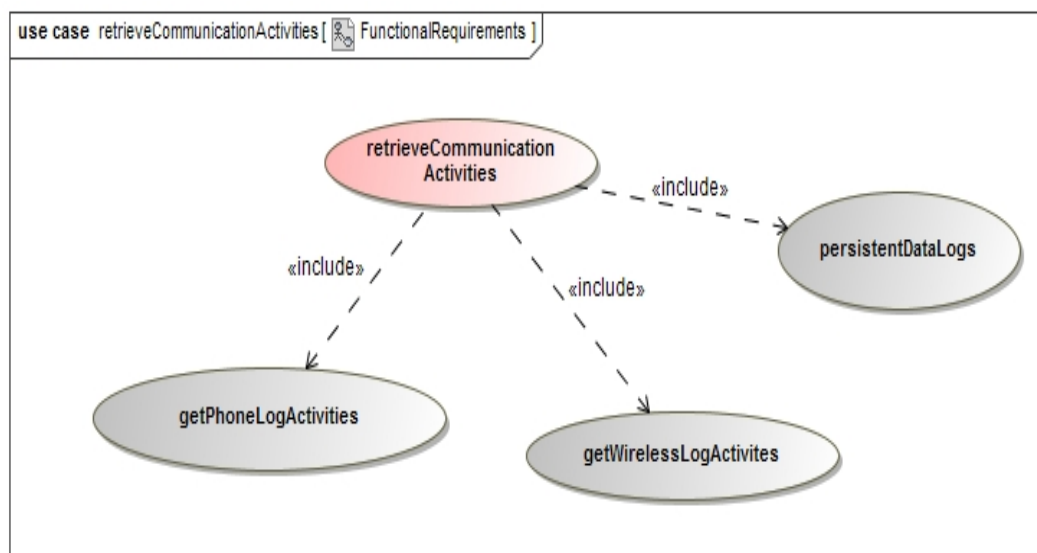 use case retrieveCommunicationActivities [ FunctionalRequirements ]
retrieveCommunication
Activities
«include»
persistentDataLogs
«include»
«include»
getPhoneLogActivities
getWirelessLogActivites